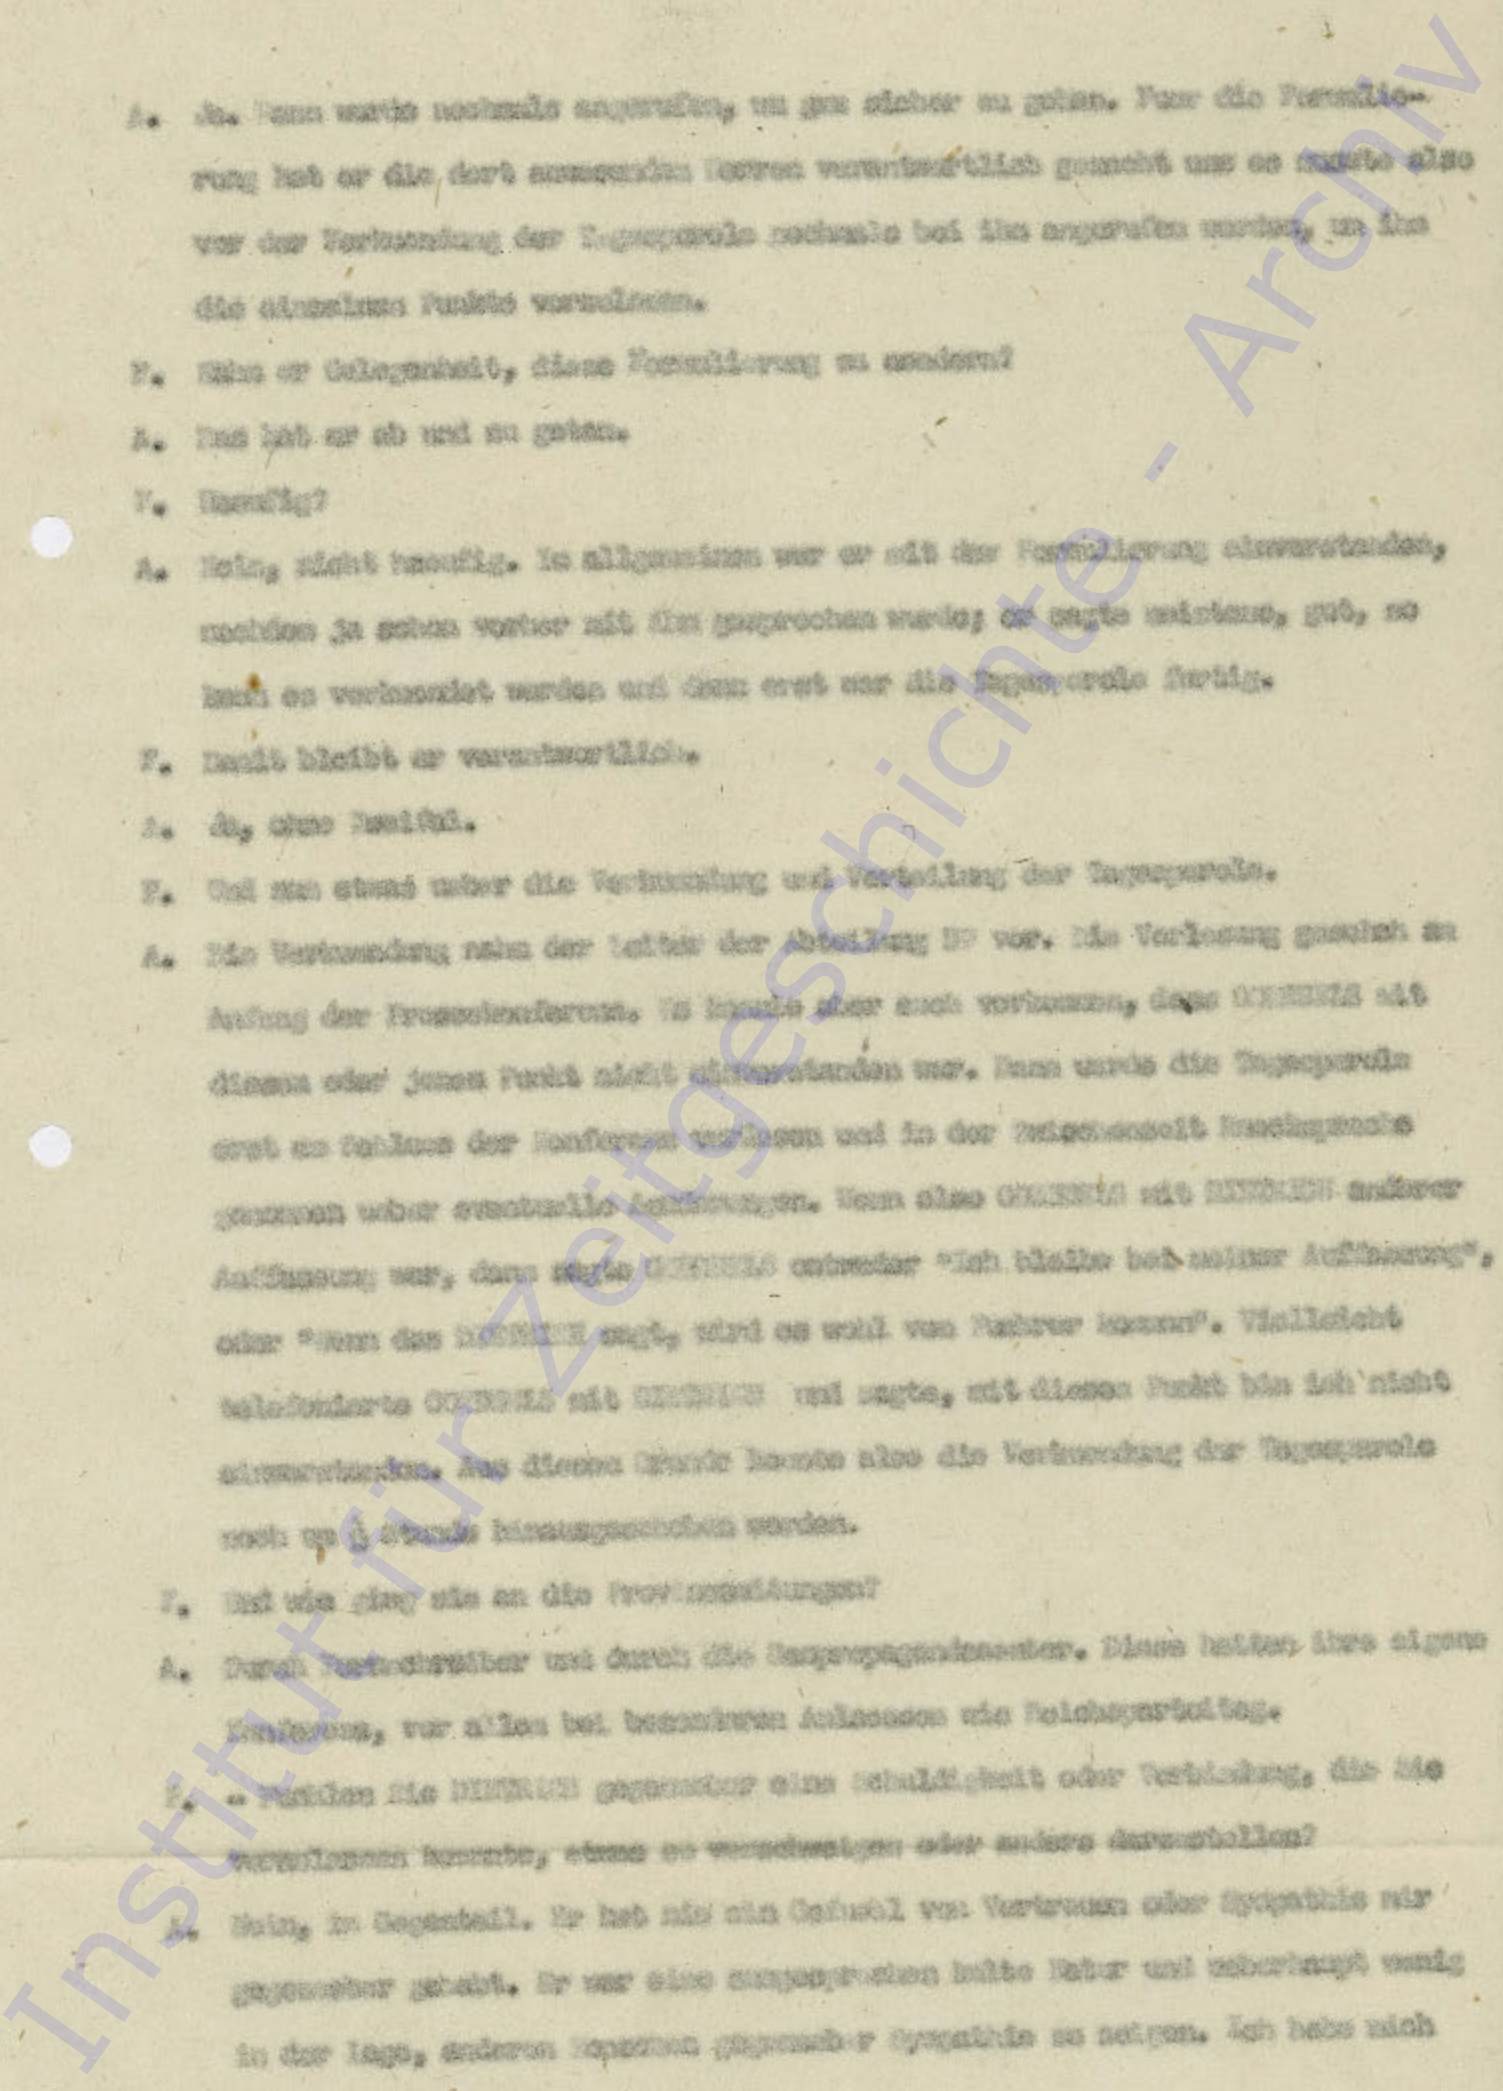 A. Ja. Dann wurde nochmals angerufen, um ganz sicher zu gehen. Fuer die Formulie-
rung hat er die dort anwesenden Herren verantwortlich gemacht und es musste also
vor der Verkuendung der Tagesparole nochmals bei ihm angerufen werden, um ihm
die einzelnen Punkte vorzulesen.
F. er Gelegenheit, diese Formulierung zu aendern?
A. Das hat er ab und zu getan.
F. Haeufig?
A. Nein, nicht haeufig. Im allgemeinen war er mit der Formulierung einverstanden,
nachdem ja schon vorher mit ihm gesprochen wurde; er sagte meistens, gut, so
kann es verkuendet werden und dann erst war die Tagesparole fertig.
F. Damit bleibt er verantwortlich.
A. Ja, ohne Zweifel.
F. Und nun etwas ueber die Verkuendung und Verteilung der Tagesparole.
A. Die Verkuendung nahm der Leiter der Abteilung DP vor. Die Verlesung geschah zu
Anfang der Pressekonferenz. Es konnte aber auch vorkommen, dass GOEBBELS mit
diesem oder jenem Punkt nicht einverstanden war. Dann wurde die Tagesparole
erst am Schluss der Konferenz verlesen und in der Zwischenzeit Ruecksprache
genommen ueber eventuelle Aenderungen. Wenn also GOEBBELS mit DIETRICH anderer
Auffassung war, dann sagte GOEBBELS entweder "Ich bleibe bei meiner Auffassung",
oder "Wenn das DIETRICH sagt, wird es wohl vom Fuehrer kommen". Vielleicht
telefonierte GOEBBELS mit DIETRICH und sagte, mit diesem Punkt bin ich nicht
einverstanden. Aus diesem Grunde konnte also die Verkuendung der Tagesparole
noch um stunde hinausgeschoben werden.
F. Und wie ging sie an die Provinzzeitungen?
A. Durch Fernschreiber und durch die Gaupropagandaaemter. Diese hatten ihre eigene
Konferenz, vor allem bei besonderen Anlaessen wie Reichsparteitag.
F. - Fuehlen Sie DIETRICH gegenueber eine Schuldigkeit oder Verbindung, die Sie
veranlassen koennte, etwas zu verschweigen oder anders darzustellen?
A. Nein, im Gegenteil. Er hat nie ein Gefuehl von Vertrauen oder Sympathie mir
gegenueber gehabt. Er war eine ausgesprochen kalte Natur und ueberhaupt wenig
in der Lage, anderen Personen gegenueber Sympathie zu zeigen. Ich habe mich
Institut für Zeitgeschichte - Archiv